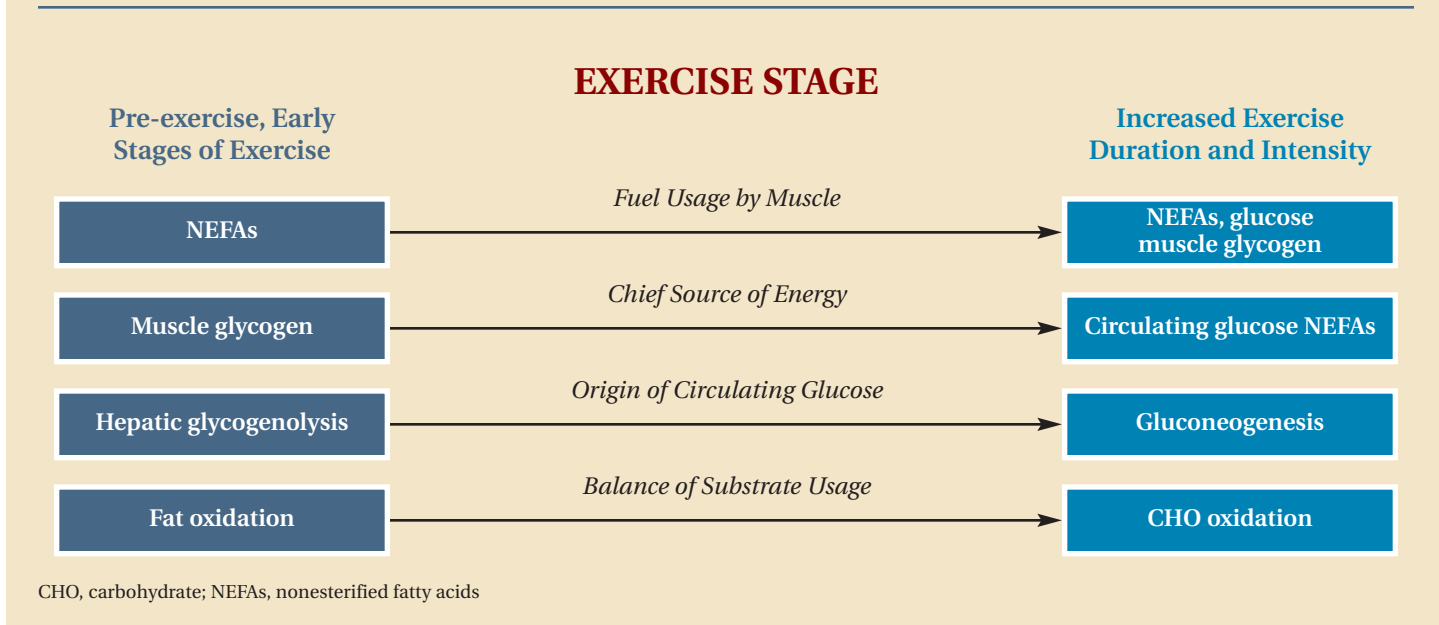 EXERCISE STAGE
Pre-exercise, Early
Stages of Exercise
Increased Exercise
Duration and Intensity
NEFAs
Fuel Usage by Muscle
NEFAs, glucose
muscle glycogen
Muscle glycogen
Chief Source of Energy
Circulating glucose NEFAs
Hepatic glycogenolysis
Origin of Circulating Glucose
Gluconeogenesis
Fat oxidation
Balance of Substrate Usage
CHO oxidation
CHO, carbohydrate; NEFAs, nonesterified fatty acids